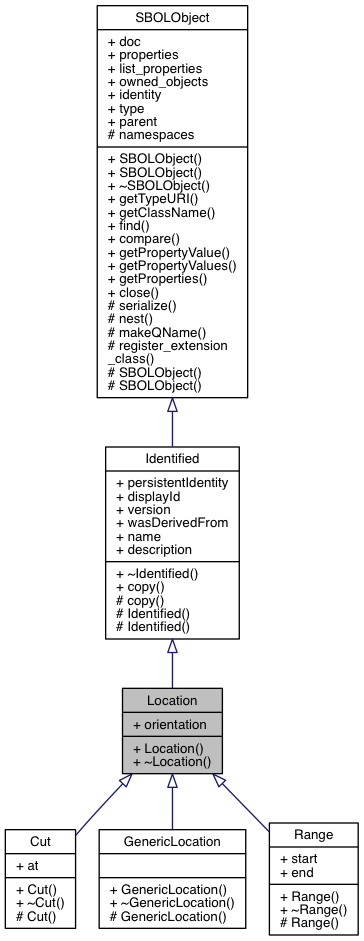 SBOLObject
+ doc
+ properties
+ list_properties
+ owned_objects
+ identity
+ type
+ parent
# namespaces
+ SBOLObject()
+ SBOLObject()
+ ~SBOLObject()
+ getTypeURI()
+ getClassName()
+ find()
+ compare()
+ getPropertyValue()
+ getPropertyValues()
+ getProperties()
+ close()
# serialize()
# nest()
# makeQName()
# register_extension
_class()
# SBOLObject()
# SBOLObject()
Identified
+ persistentIdentity
+ displayId
+ version
+ wasDerivedFrom
+ name
+ description
+ ~Identified()
+ copy()
# copy()
# Identified()
# Identified()
Location
+ orientation
+ Location()
+ ~Location()
Cut
+ at
+ Cut()
+ ~Cut()
# Cut()
GenericLocation
+ GenericLocation()
+ ~GenericLocation()
# GenericLocation()
Range
+ start
+ end
+ Range()
+ ~Range()
# Range()